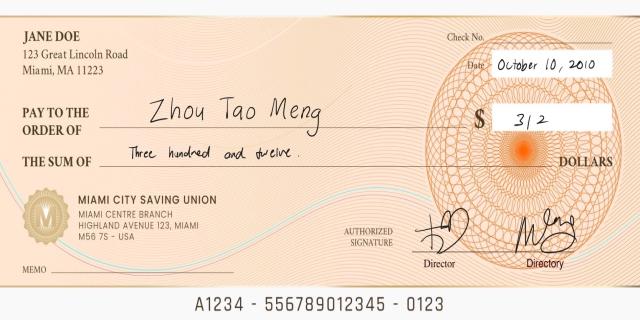 JANE DOE
123 Great Lincoln Road
Miami, MA 11223
Check No.
Date October 10, 2010
PAY TO THE
ORDER OF Zhou Tao Meng $ 312
THE SUM OF Three hundred and twelve. DOLLARS
MIAMI CITY SAVING UNION
MIAMI CENTRE BRANCH
HIGHLAND AVENUE 123, MIAMI
M56 7S - USA
AUTHORIZED
SIGNATURE
Director
Directory
MEMO
A1234 - 555789012345 - 0123